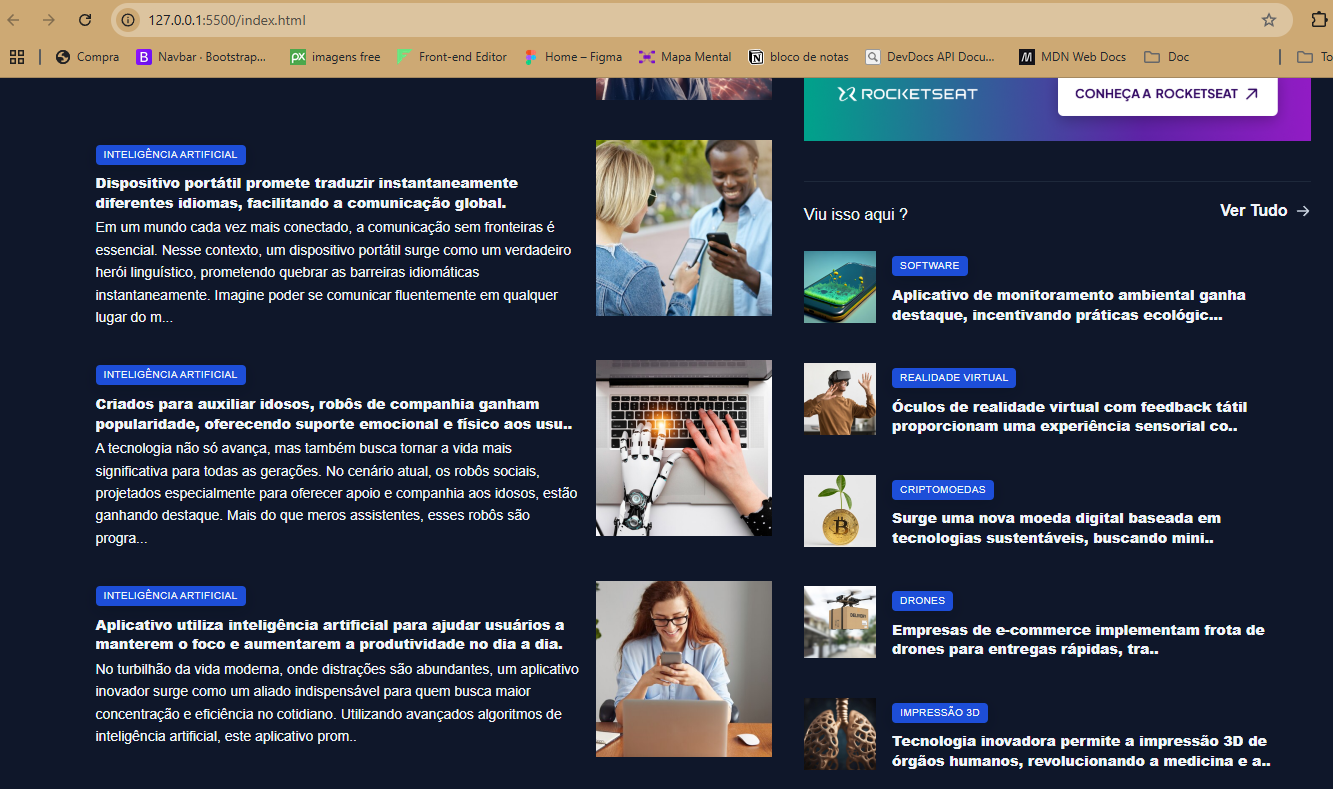 127.0.0.1:5500/index.html
Compra
Navbar · Bootstrap...
imagens free
Front-end Editor
Home – Figma
Mapa Mental
bloco de notas
DevDocs API Docu...
MDN Web Docs
Doc
To
INTELIGÊNCIA ARTIFICIAL
Dispositivo portátil promete traduzir instantaneamente
diferentes idiomas, facilitando a comunicação global.
Em um mundo cada vez mais conectado, a comunicação sem fronteiras é
essencial. Nesse contexto, um dispositivo portátil surge como um verdadeiro
herói linguístico, prometendo quebrar as barreiras idiomáticas
instantaneamente. Imagine poder se comunicar fluentemente em qualquer
lugar do m...
INTELIGÊNCIA ARTIFICIAL
Criados para auxiliar idosos, robôs de companhia ganham
popularidade, oferecendo suporte emocional e físico aos usu..
A tecnologia não só avança, mas também busca tornar a vida mais
significativa para todas as gerações. No cenário atual, os robôs sociais,
projetados especialmente para oferecer apoio e companhia aos idosos, estão
ganhando destaque. Mais do que meros assistentes, esses robôs são
progra...
INTELIGÊNCIA ARTIFICIAL
Aplicativo utiliza inteligência artificial para ajudar usuários a
manterem o foco e aumentarem a produtividade no dia a dia.
No turbilhão da vida moderna, onde distrações são abundantes, um aplicativo
inovador surge como um aliado indispensável para quem busca maior
concentração e eficiência no cotidiano. Utilizando avançados algoritmos de
inteligência artificial, este aplicativo prom..
ROCKETSEAT
CONHEÇA A ROCKETSEAT
Viu isso aqui ?
Ver Tudo
SOFTWARE
Aplicativo de monitoramento ambiental ganha
destaque, incentivando práticas ecológic...
REALIDADE VIRTUAL
Óculos de realidade virtual com feedback tátil
proporcionam uma experiência sensorial co..
CRIPTOMOEDAS
Surge uma nova moeda digital baseada em
tecnologias sustentáveis, buscando mini..
DRONES
Empresas de e-commerce implementam frota de
drones para entregas rápidas, tra..
DELIVERY
IMPRESSÃO 3D
Tecnologia inovadora permite a impressão 3D de
órgãos humanos, revolucionando a medicina e a..